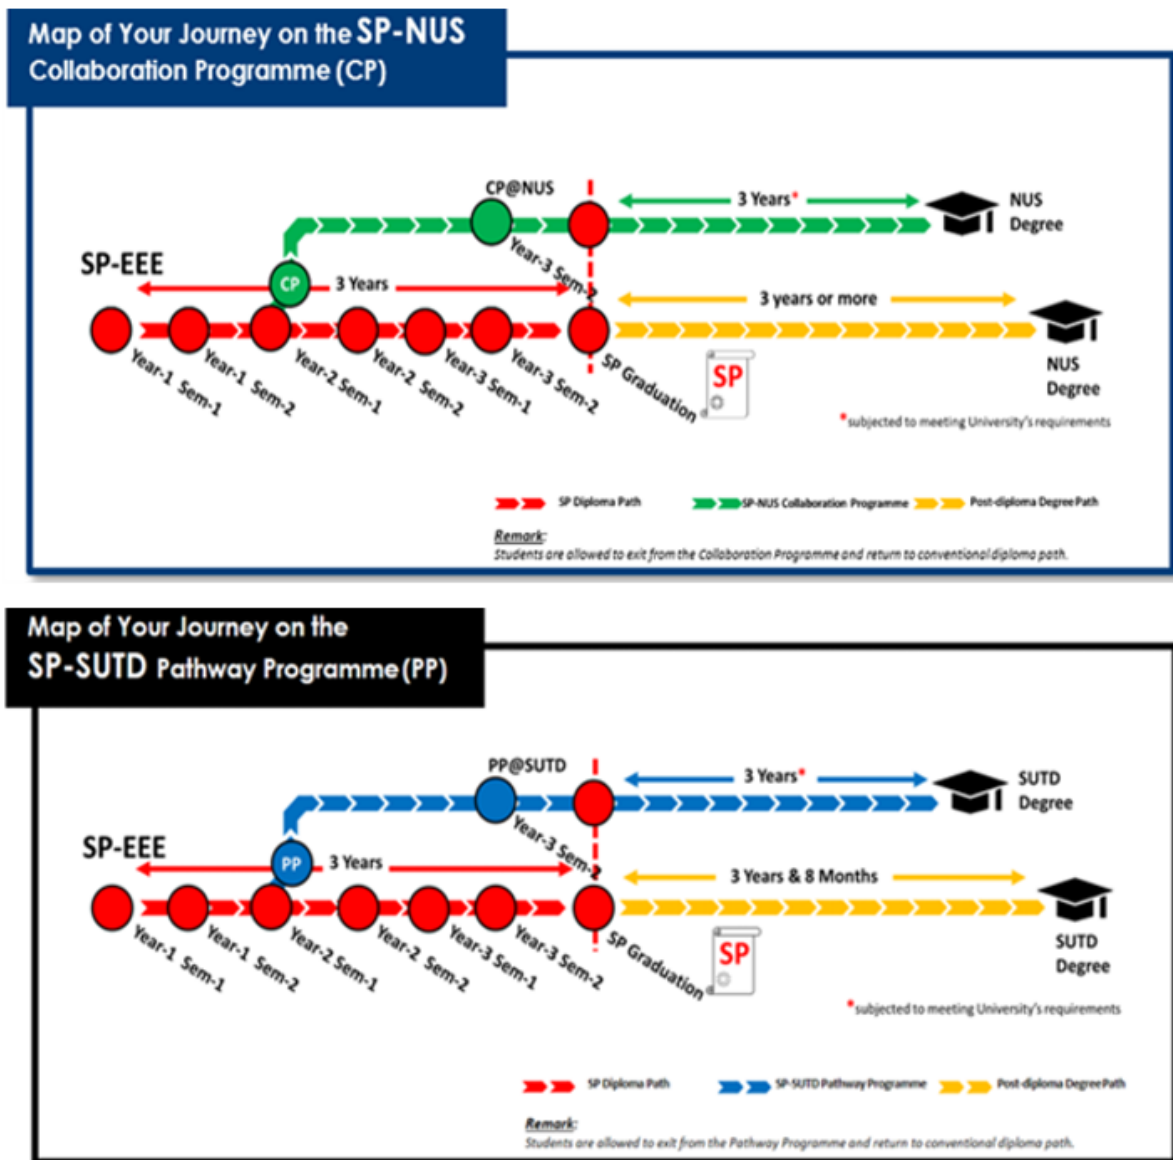 Map of Your Journey on the SP-NUS
Collaboration Programme (CP)
CP@NUS
3 Years*
NUS
Degree
Year-3 Sem-2
SP-EEE
CP
3 Years
3 years or more
Year-1 Sem-1
Year-1 Sem-2
Year-2 Sem-1
Year-2 Sem-2
Year-3 Sem-1
Year-3 Sem-2
SP Graduation
SP
NUS
Degree
*subjected to meeting University's requirements
SP Diploma Path
SP-NUS Collaboration Programme
Post-diploma Degree Path
Remark:
Students are allowed to exit from the Collaboration Programme and return to conventional diploma path.
Map of Your Journey on the
SP-SUTD Pathway Programme (PP)
PP@SUTD
3 Years*
SUTD
Degree
Year-3 Sem-2
SP-EEE
PP
3 Years
3 Years & 8 Months
Year-1 Sem-1
Year-1 Sem-2
Year-2 Sem-1
Year-2 Sem-2
Year-3 Sem-1
Year-3 Sem-2
SP Graduation
SP
SUTD
Degree
*subjected to meeting University's requirements
SP Diploma Path
SP-SUTD Pathway Programme
Post-diploma Degree Path
Remark:
Students are allowed to exit from the Pathway Programme and return to conventional diploma path.